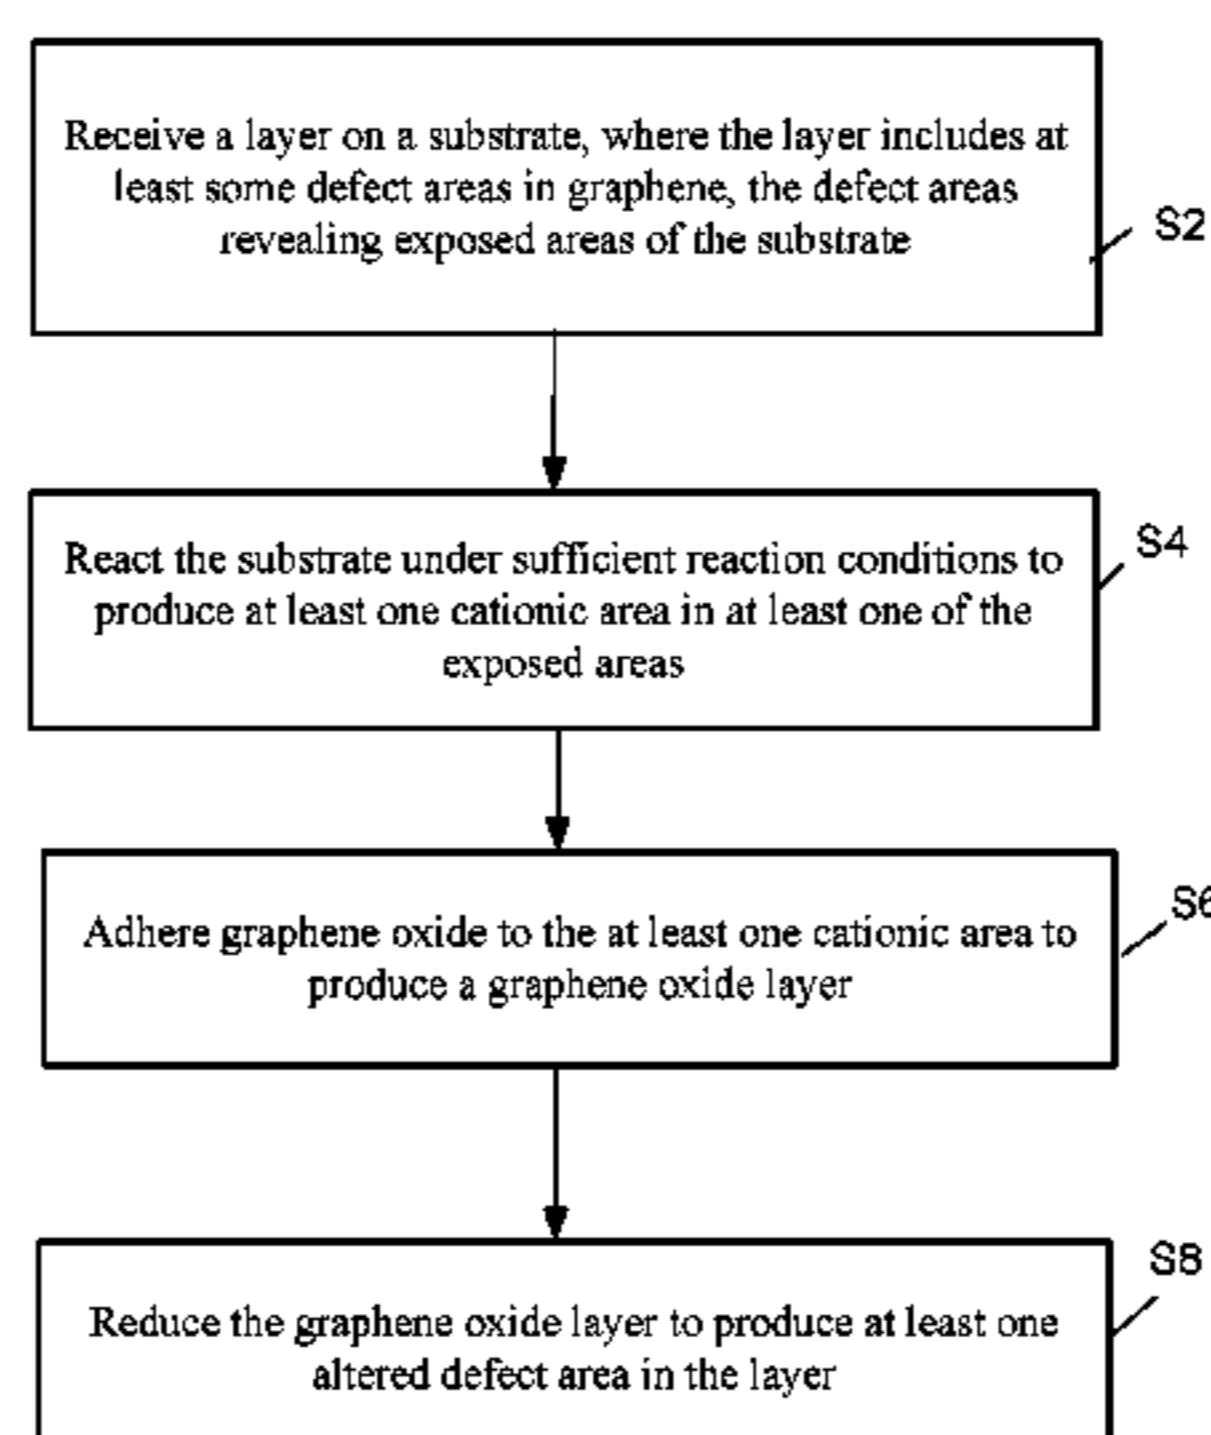 Receive a layer on a substrate, where the layer includes at
least some defect areas in graphene, the defect areas
revealing exposed areas of the substrate
S2
React the substrate under sufficient reaction conditions to
produce at least one cationic area in at least one of the
exposed areas
S4
Adhere graphene oxide to the at least one cationic area to
produce a graphene oxide layer
S6
Reduce the graphene oxide layer to produce at least one
altered defect area in the layer
S8